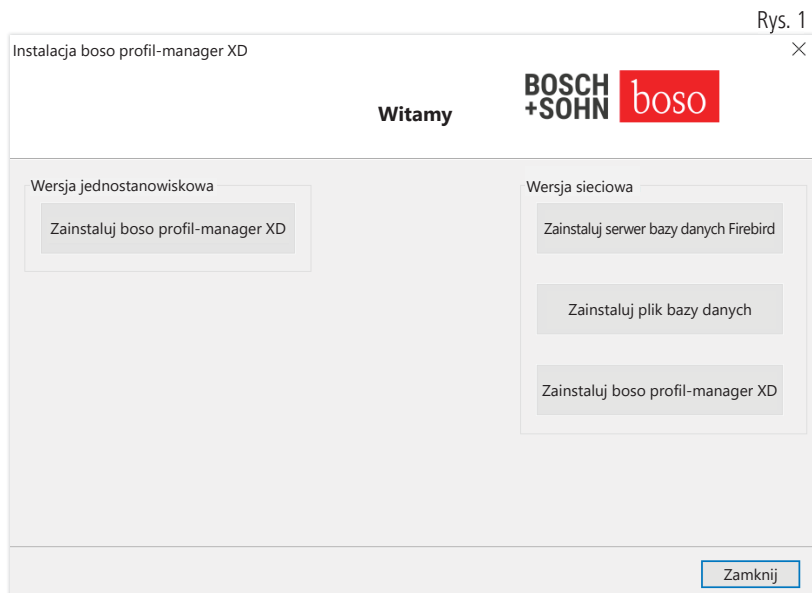 Rys. 1
Instalacja boso profil-manager XD
Witamy
BOSCH
+SOHN
boso
Wersja jednostanowiskowa
Zainstaluj boso profil-manager XD
Wersja sieciowa
Zainstaluj serwer bazy danych Firebird
Zainstaluj plik bazy danych
Zainstaluj boso profil-manager XD
Zamknij